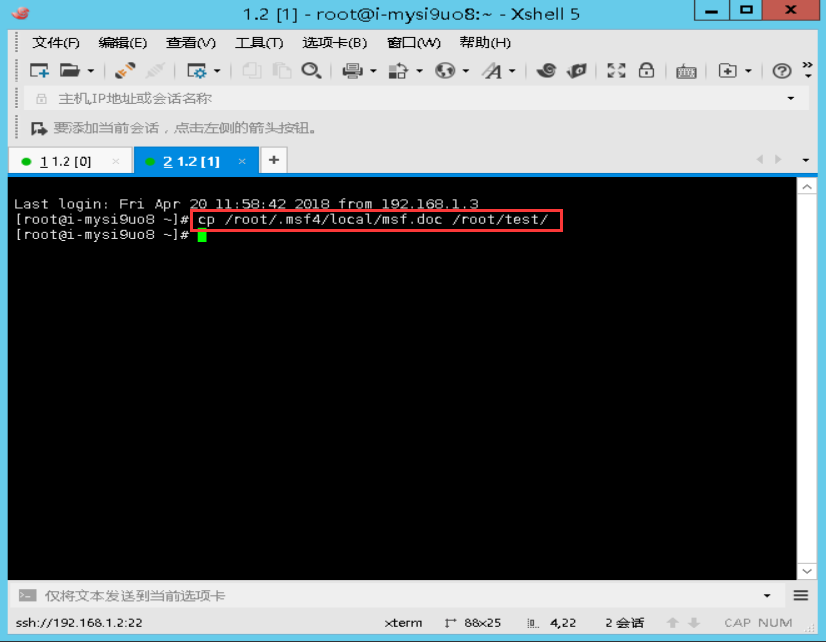 1.2 [1] - root@i-mysi9uo8:~ - Xshell 5
文件(F) 编辑(E) 查看(V) 工具(T) 选项卡(B) 窗口(W) 帮助(H)
主机,IP地址或会话名称
要添加当前会话，点击左侧的箭头按钮。
1 1.2 [0] × 2 1.2 [1] × +
Last login: Fri Apr 20 11:58:42 2018 from 192.168.1.3
[root@i-mysi9uo8 ~]# cp /root/.msf4/local/msf.doc /root/test/
[root@i-mysi9uo8 ~]#
仅将文本发送到当前选项卡
ssh://192.168.1.2:22 xterm 88x25 4,22 2 会话 CAP NUM